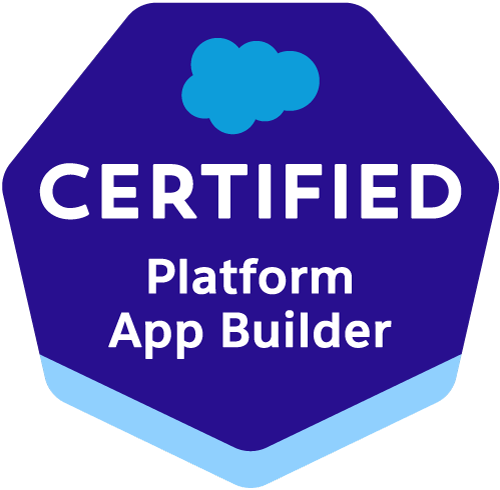 CERTIFIED
Platform
App Builder